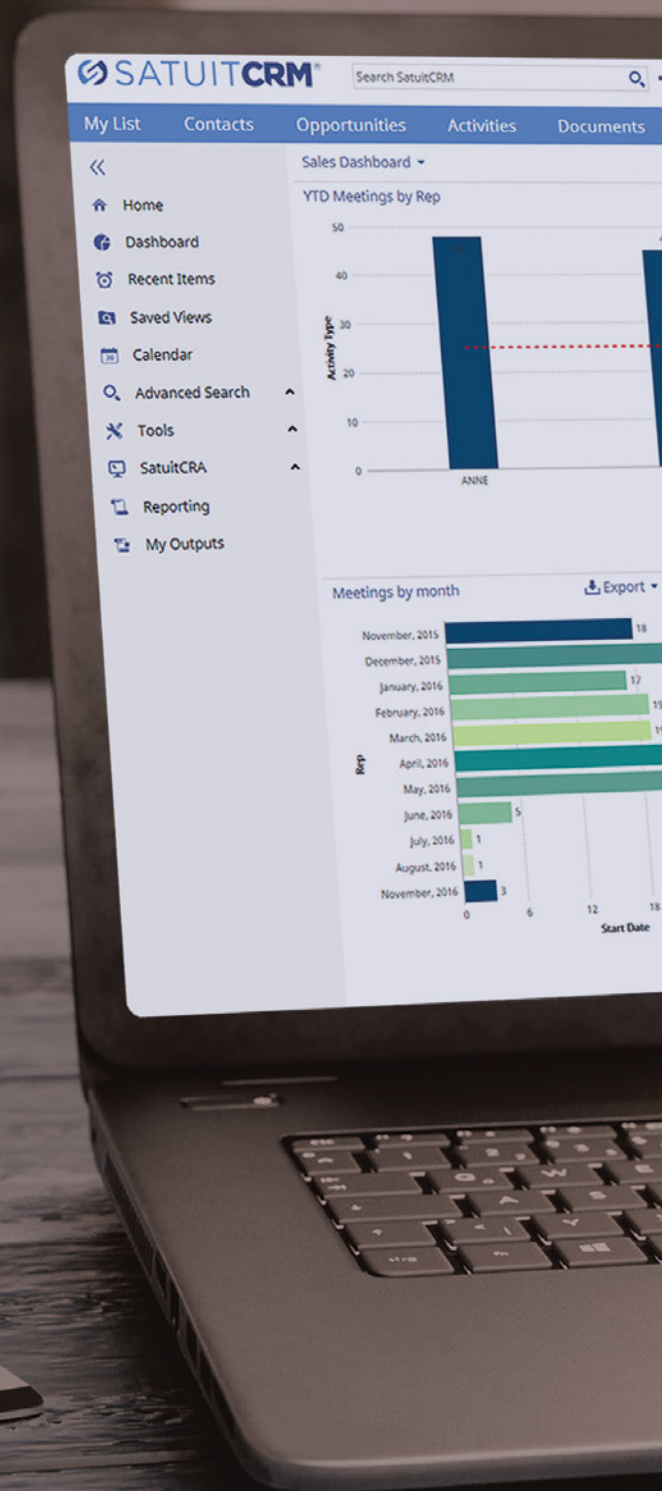 SATUITCRM®
Search SatuitCRM
My List Contacts Opportunities Activities Documents
Sales Dashboard
YTD Meetings by Rep
Home
Dashboard
Recent Items
Saved Views
Calendar
Advanced Search
Tools
SatuitCRA
Reporting
My Outputs
50
40
30
20
10
0
Activity Type
ANNE
Meetings by month
Export
November, 2015 18
December, 2015
January, 2016 17
February, 2016 19
March, 2016 19
April, 2016
May, 2016
June, 2016 5
July, 2016 1
August, 2016 1
November, 2016 3
Rep
0 6 12 18
Start Date